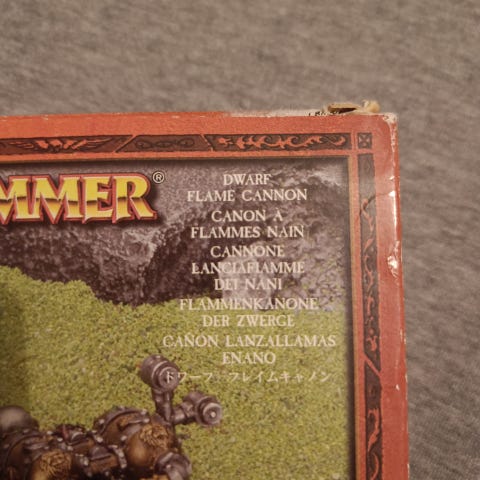 MMER®
DWARF
FLAME CANNON
CANON À
FLAMMES NAIN
CANNONE
LANCIAFIAMME
DEI NANI
FLAMMENKANONE
DER ZWERGE
CAÑON LANZALLAMAS
ENANO
ドワーフ フレイムキャノン